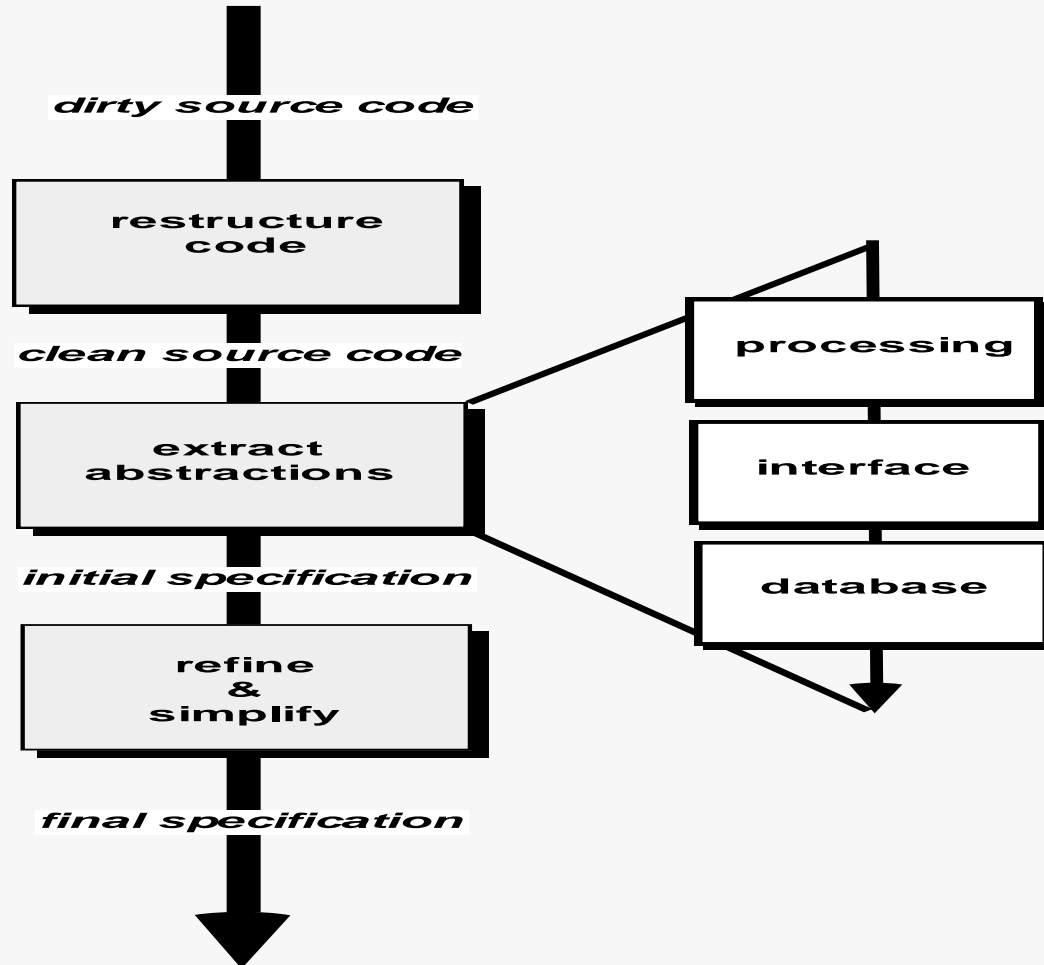 dirty source code
restructure
code
clean source code
extract
abstractions
initial specification
refine
&
simplify
final specification
processing
interface
database